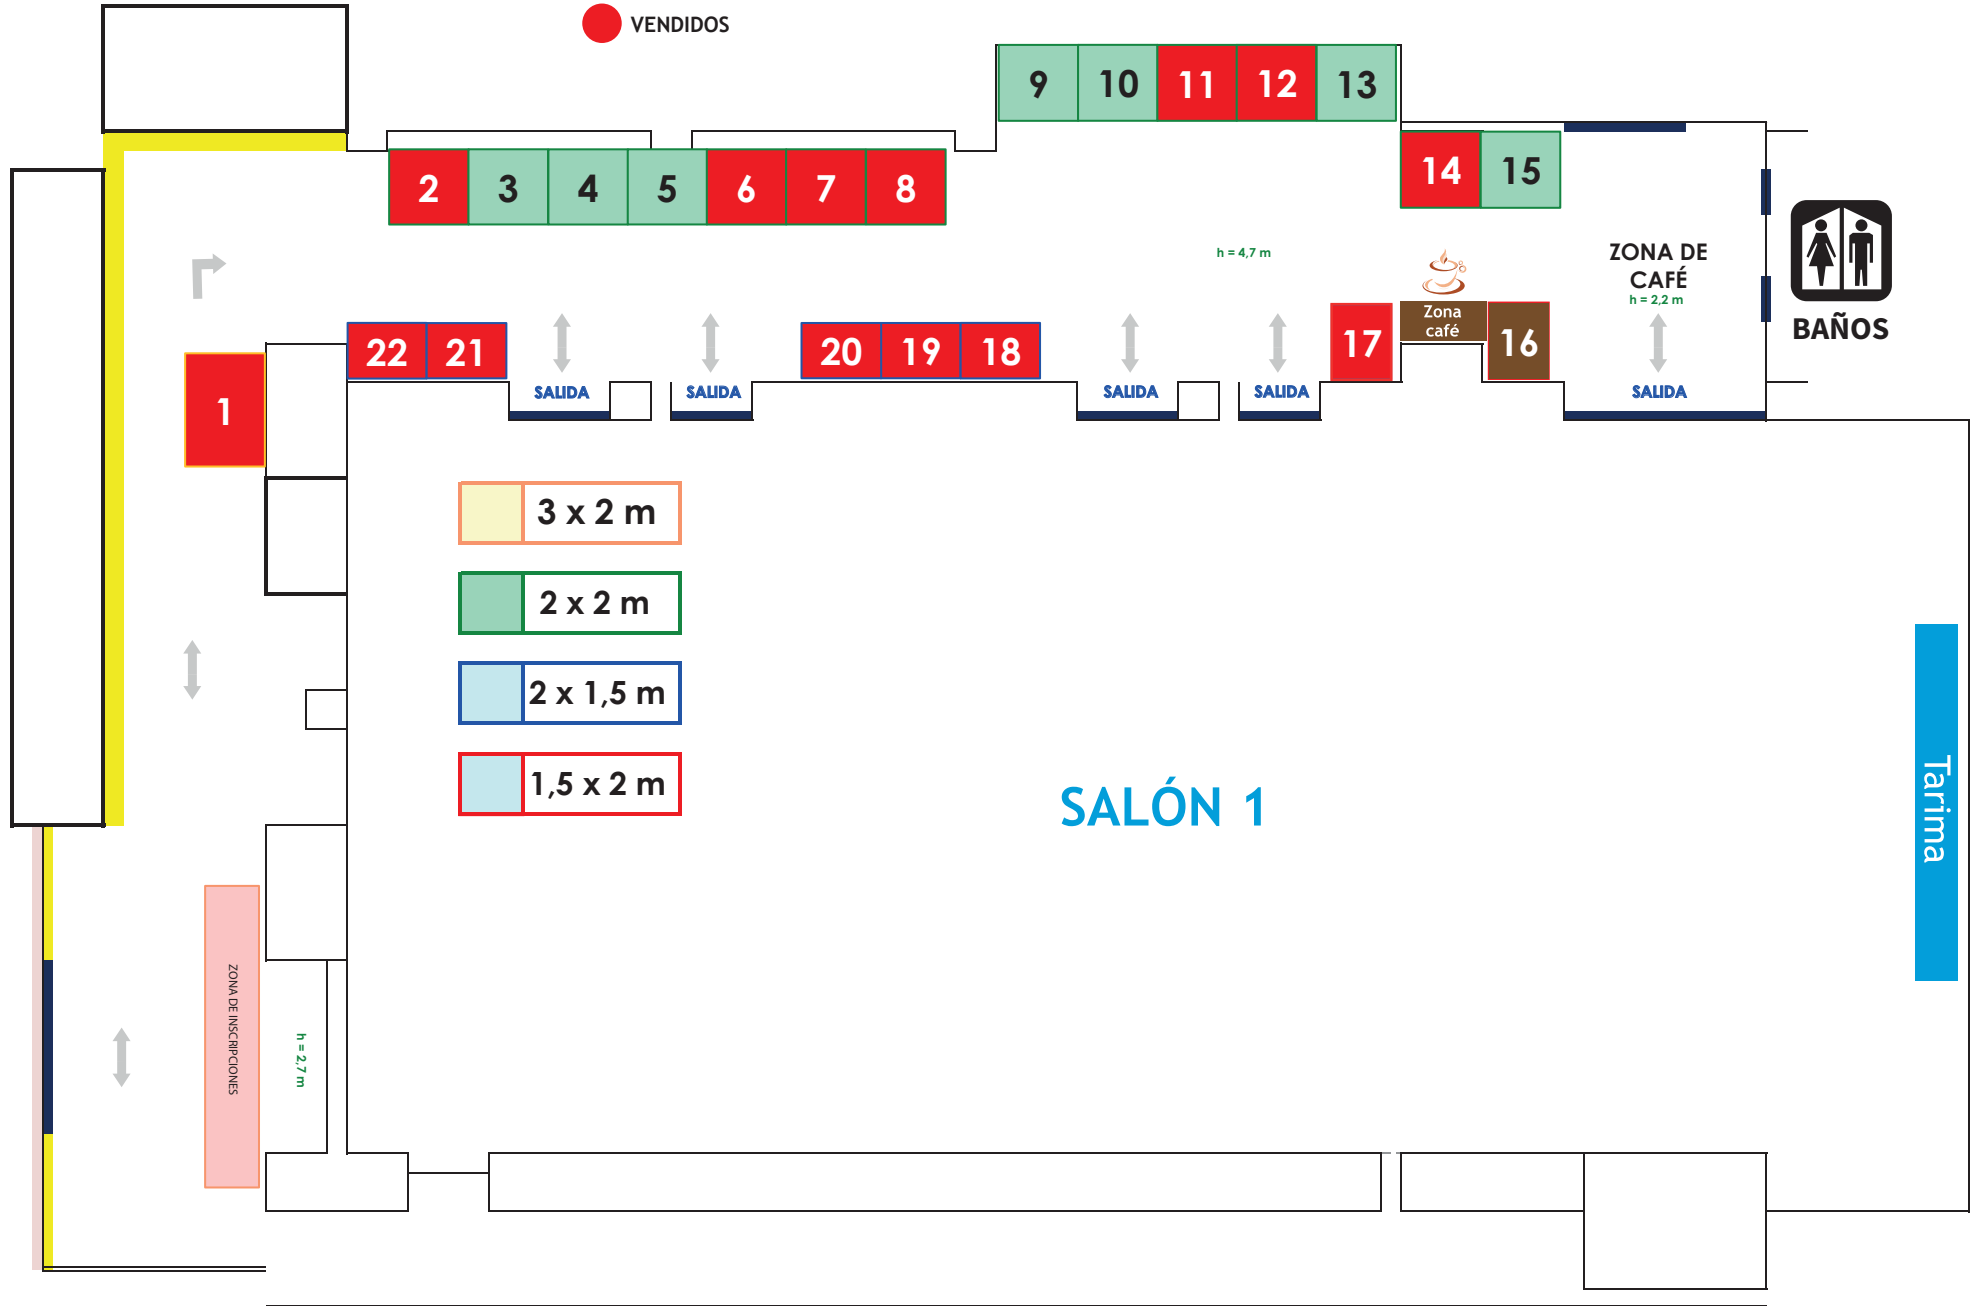 VENDIDOS
9
10
11
12
13
14
15
2
3
4
5
6
7
8
h = 4,7 m
ZONA DE
CAFÉ
h = 2,2 m
BAÑOS
Zona
café
22
21
20
19
18
17
16
1
SALIDA
SALIDA
SALIDA
SALIDA
SALIDA
3 x 2 m
2 x 2 m
2 x 1,5 m
1,5 x 2 m
SALÓN 1
Tarima
ZONA DE INSCRIPCIONES
h = 2,7 m